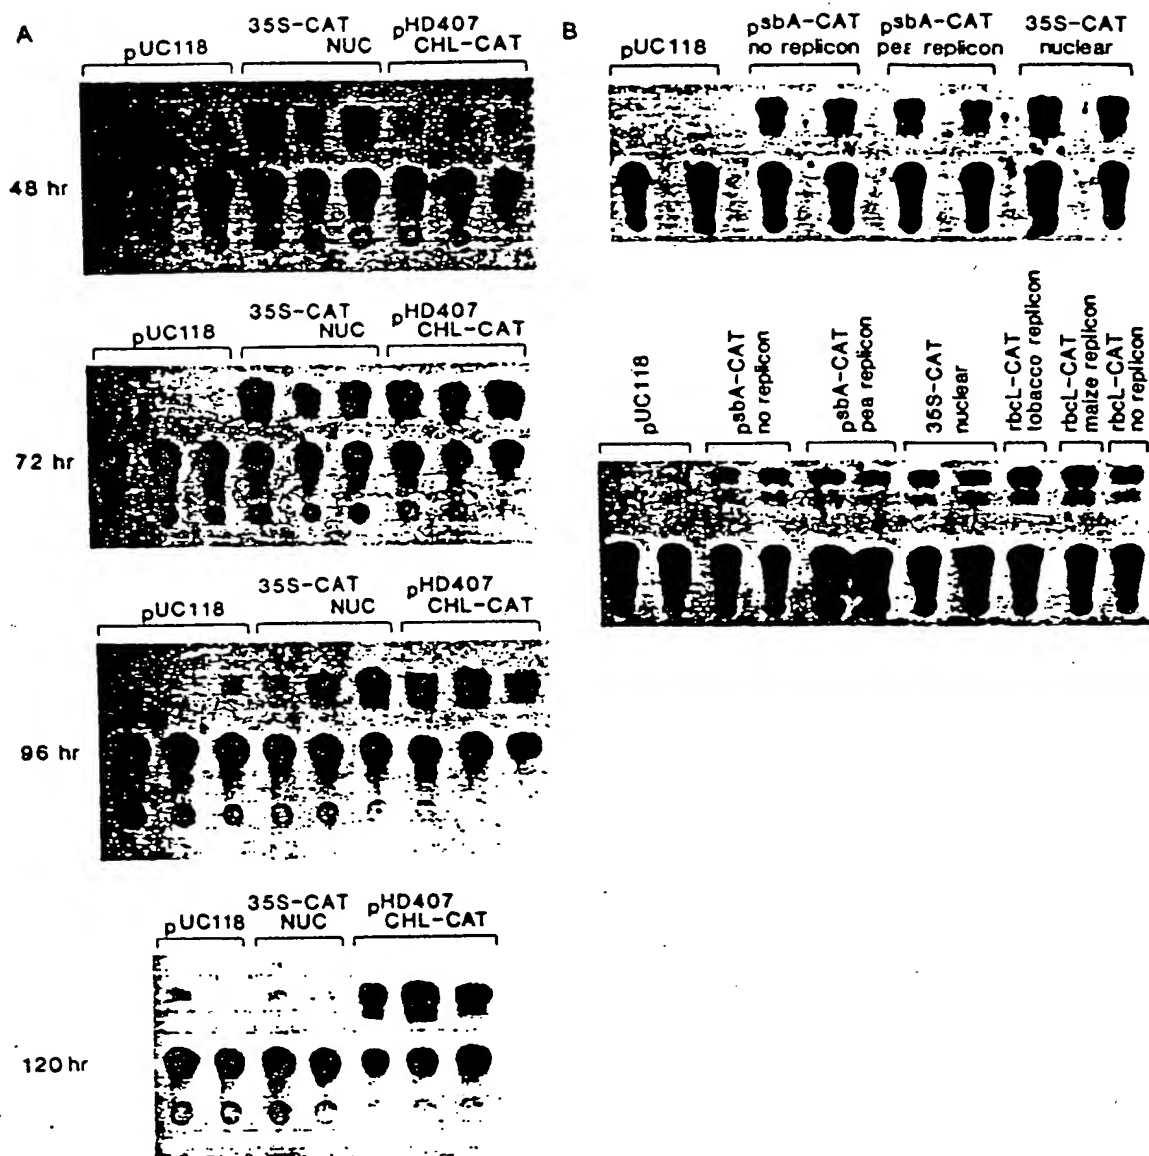 A
pUC118
35S-CAT
NUC
pHD407
CHL-CAT
48 hr
pUC118
35S-CAT
NUC
pHD407
CHL-CAT
72 hr
pUC118
35S-CAT
NUC
pHD407
CHL-CAT
96 hr
pUC118
35S-CAT
NUC
pHD407
CHL-CAT
120 hr
B
pUC118
psbA-CAT
no replicon
psbA-CAT
pea replicon
35S-CAT
nuclear
pUC118
psbA-CAT
no replicon
psbA-CAT
pea replicon
35S-CAT
nuclear
rbcL-CAT
tobacco replicon
rbcL-CAT
maize replicon
rbcL-CAT
no replicon